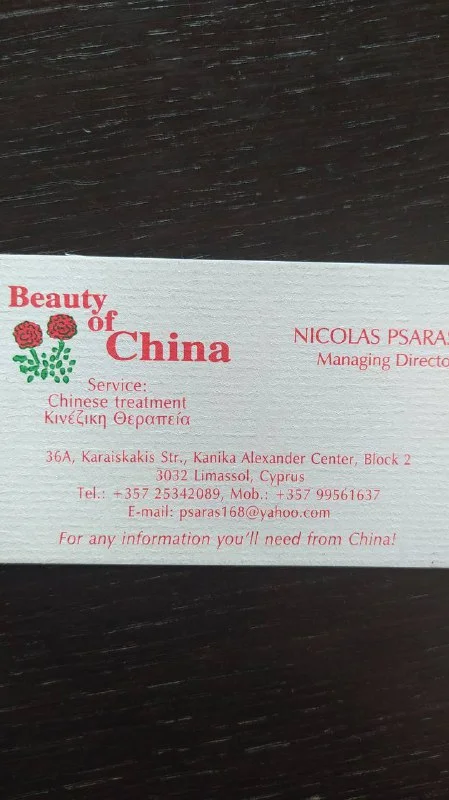 Beauty
of
China
NICOLAS PSARAS
Managing Directo
Service:
Chinese treatment
Κινέζικη Θεραπεία
36A, Karaiskakis Str., Kanika Alexander Center, Block 2
3032 Limassol, Cyprus
Tel.: +357 25342089, Mob.: +357 99561637
E-mail: psaras168@yahoo.com
For any information you'll need from China!